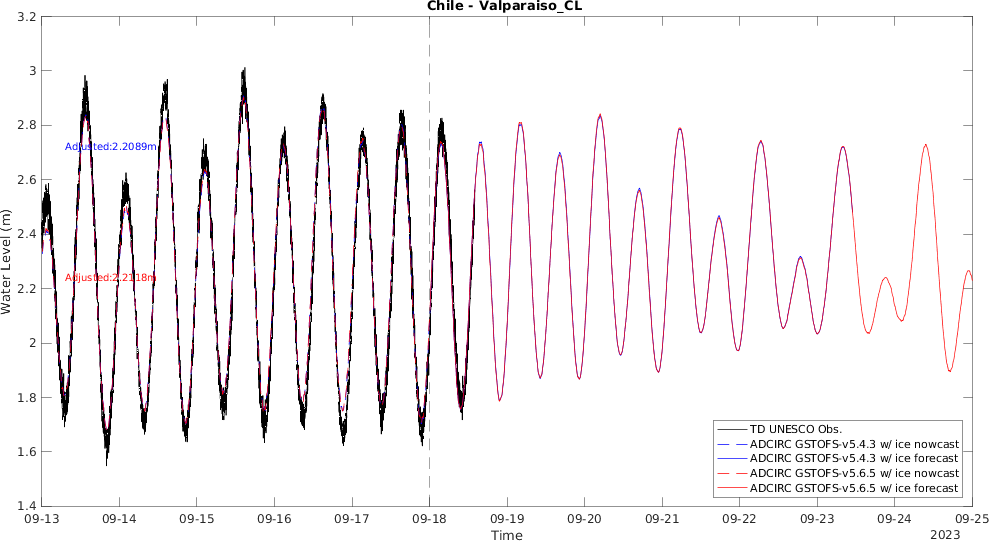 Chile - Valparaiso_CL
3.2
3
2.8
2.6
2.4
2.2
2
1.8
1.6
1.4
Water Level (m)
Adjusted:2.2089m
Adjusted:2.2118m
TD UNESCO Obs.
ADCIRC GSTOFS-v5.4.3 w/ ice nowcast
ADCIRC GSTOFS-v5.4.3 w/ ice forecast
ADCIRC GSTOFS-v5.6.5 w/ ice nowcast
ADCIRC GSTOFS-v5.6.5 w/ ice forecast
09-13 09-14 09-15 09-16 09-17 09-18 09-19 09-20 09-21 09-22 09-23 09-24 09-25
Time
2023